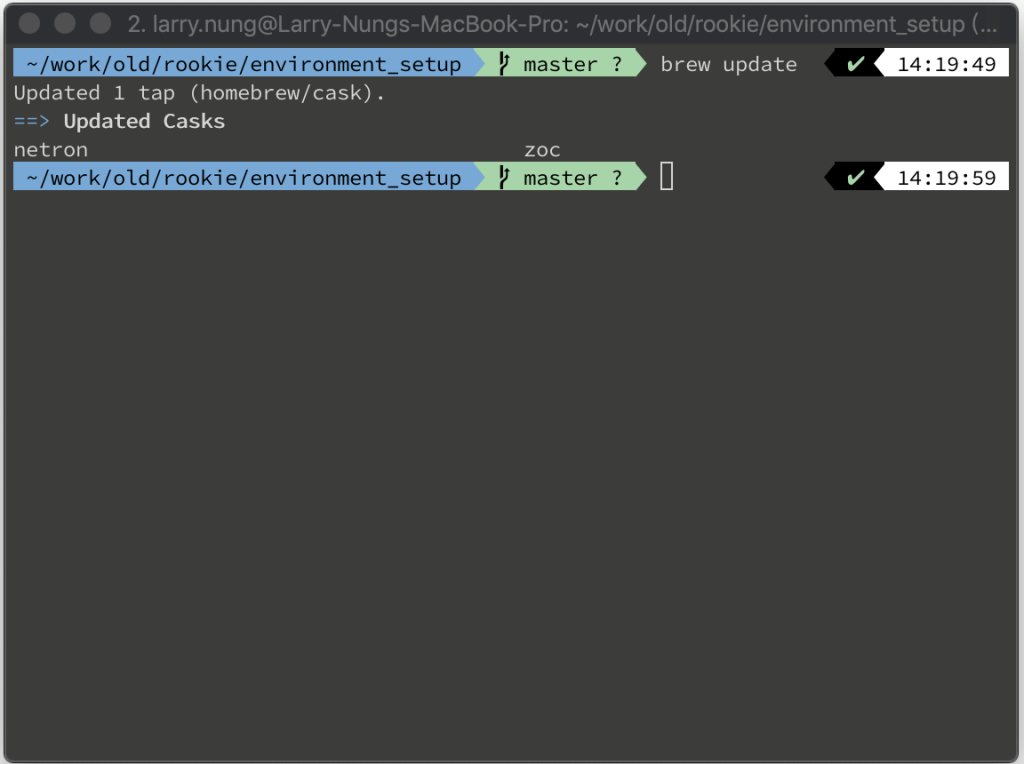 2. larry.nung@Larry-Nungs-MacBook-Pro: ~/work/old/rookie/environment_setup (...
~/work/old/rookie/environment_setup master ? brew update ✔ 14:19:49
Updated 1 tap (homebrew/cask).
==> Updated Casks
netron zoc
~/work/old/rookie/environment_setup master ? ✔ 14:19:59